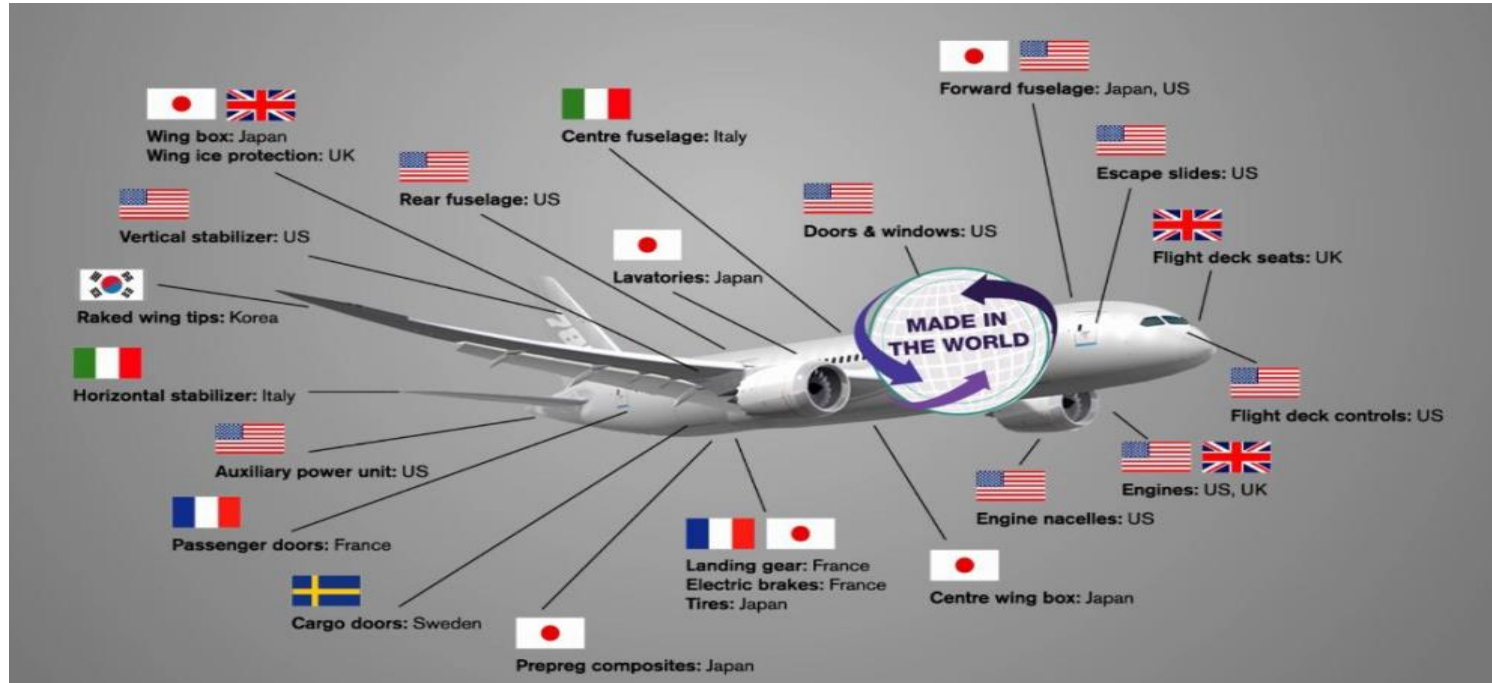 Forward fuselage: Japan, US
Wing box: Japan
Wing ice protection: UK
Centre fuselage: Italy
Escape slides: US
Rear fuselage: US
Doors & windows: US
Vertical stabilizer: US
Flight deck seats: UK
Lavatories: Japan
Raked wing tips: Korea
MADE IN
THE WORLD
Horizontal stabilizer: Italy
Flight deck controls: US
Auxiliary power unit: US
Engines: US, UK
Engine nacelles: US
Passenger doors: France
Landing gear: France
Electric brakes: France
Tires: Japan
Centre wing box: Japan
Cargo doors: Sweden
Prepreg composites: Japan